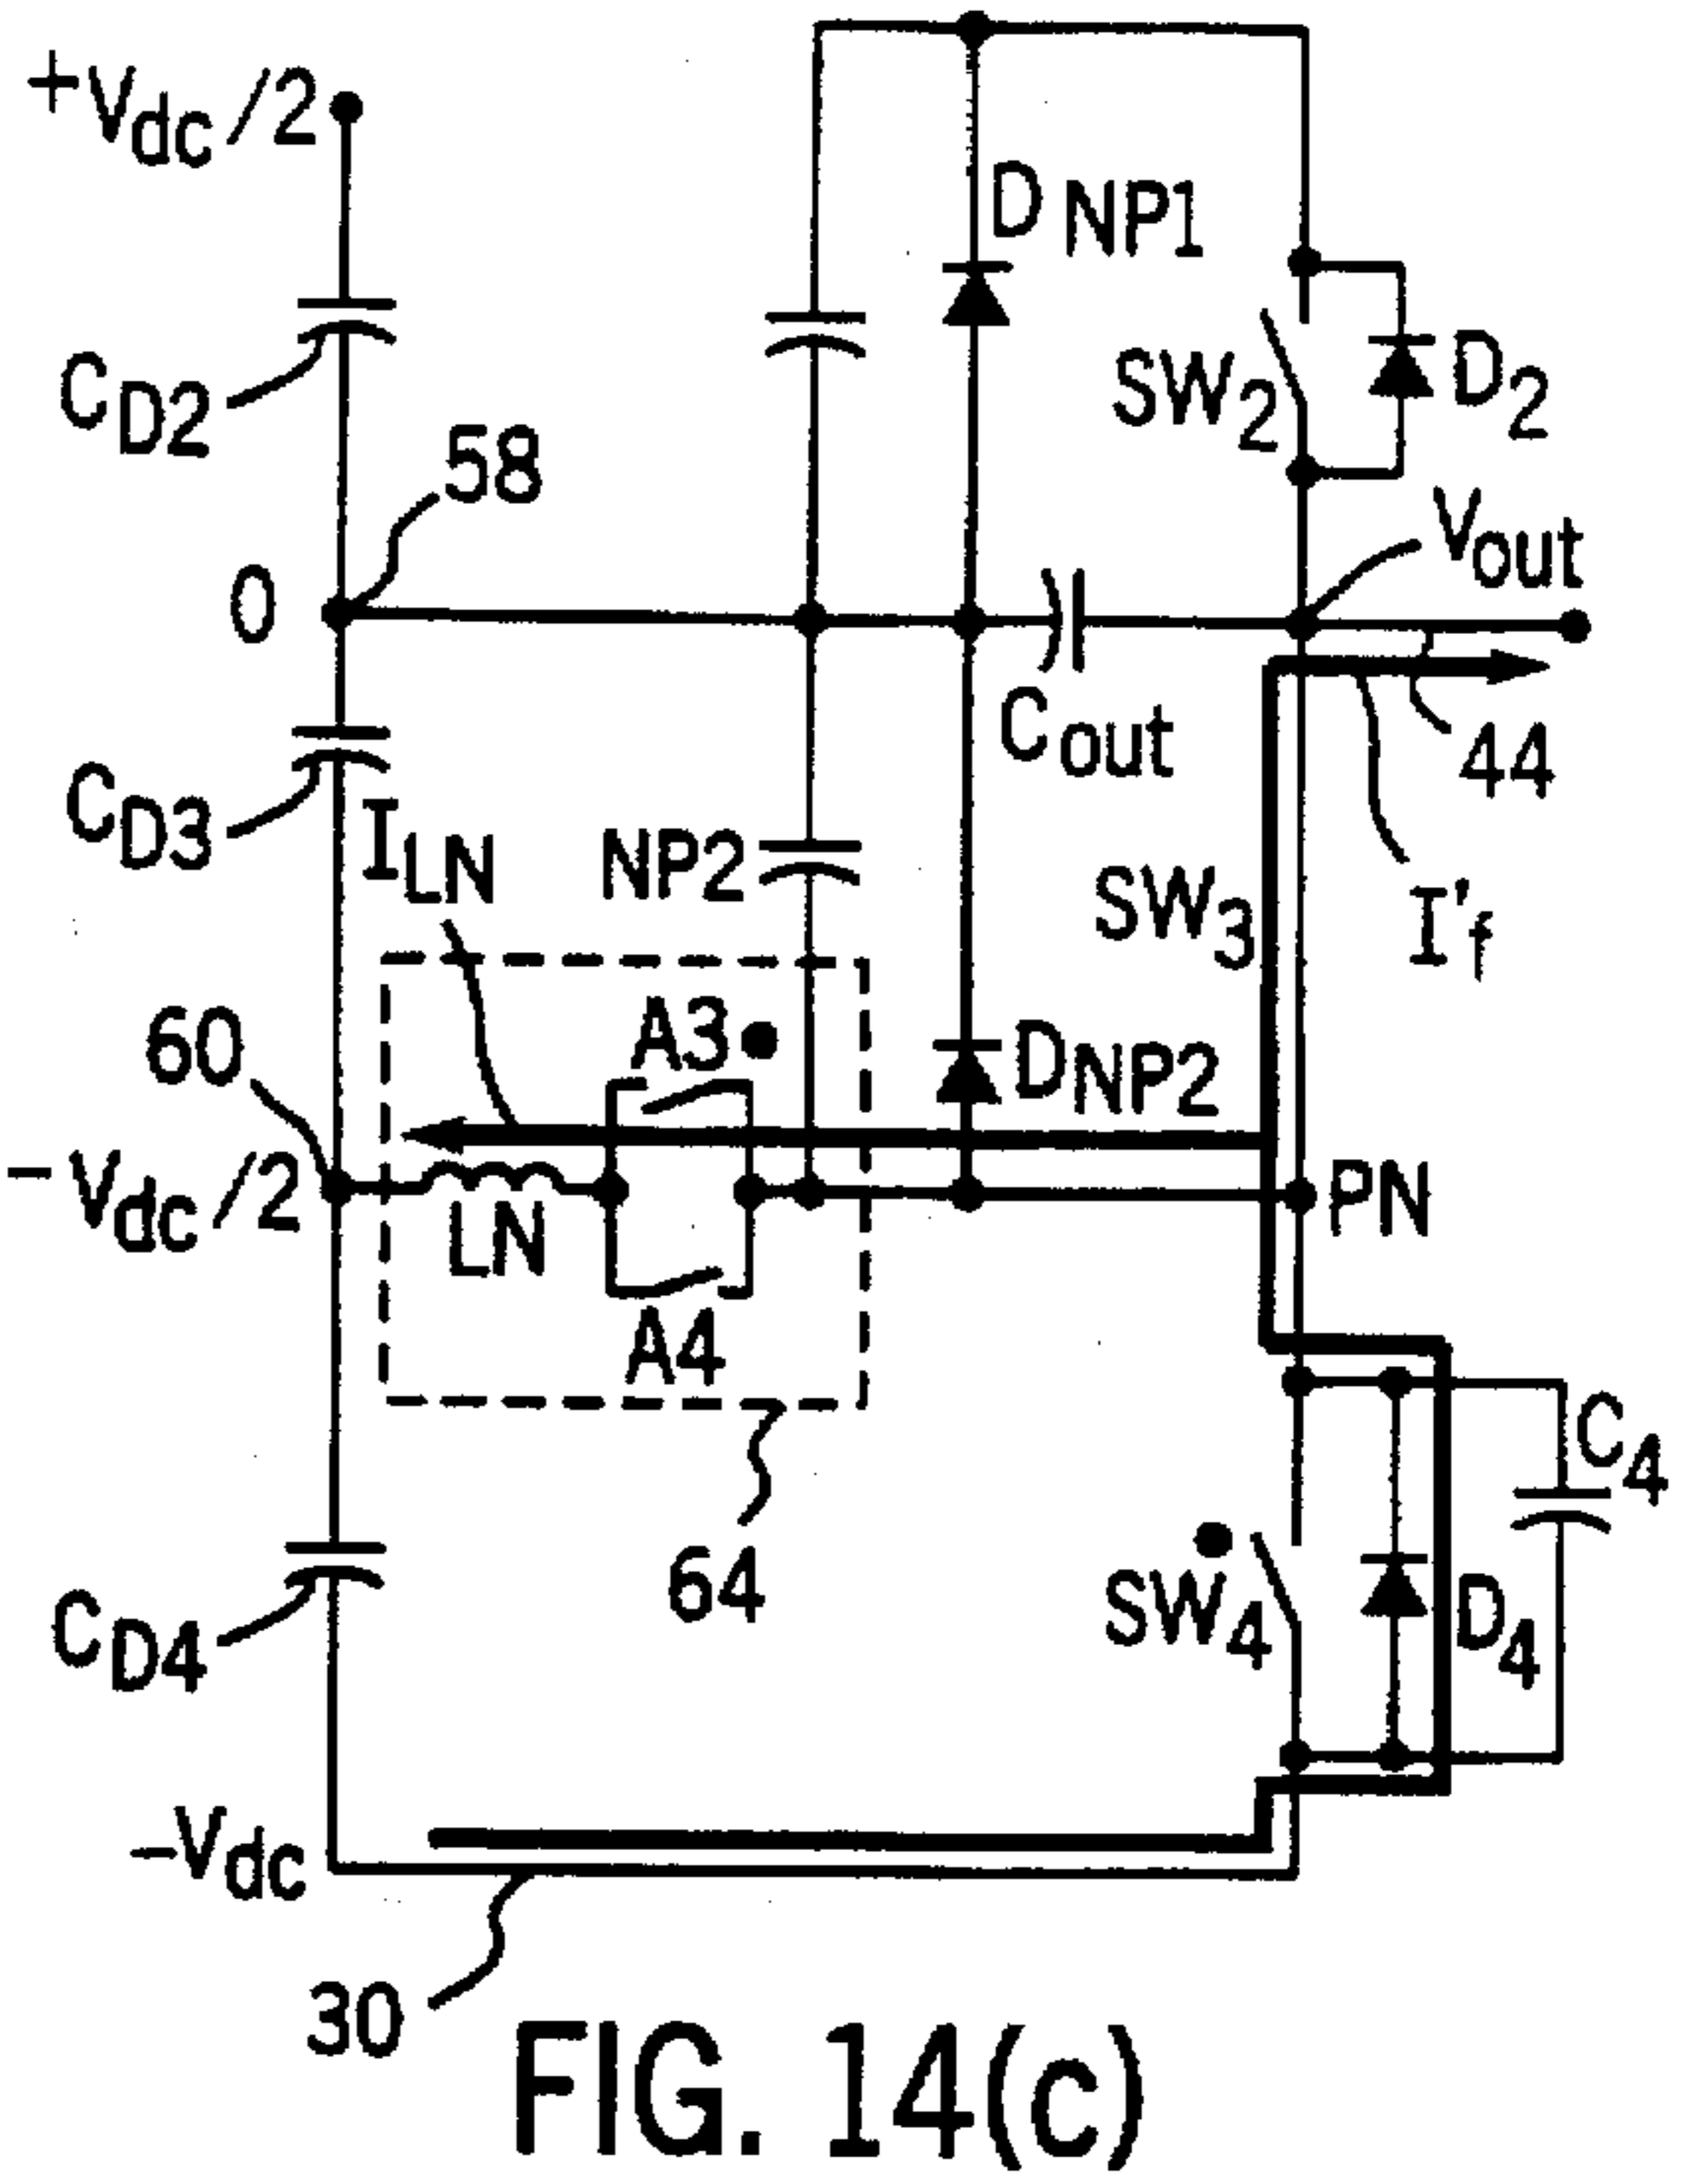 +Vdc/2
DNP1
CD2
SW2
D2
58
Vout
0
Cout
44
CD3
ILN
NP2
SW3
I'f
A3
60
DNP2
-Vdc/2
LN
PN
A4
C4
64
SW4
D4
CD4
-Vdc
30
FIG. 14(c)